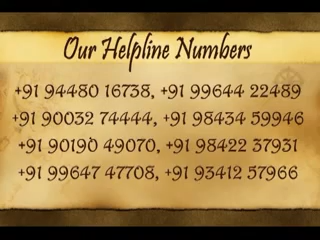 Our Helpline Numbers
+91 94480 16738, +91 99644 22489
+91 90032 74444, +91 98434 59946
+91 90190 49070, +91 98422 37931
+91 99647 47708, +91 93412 57966